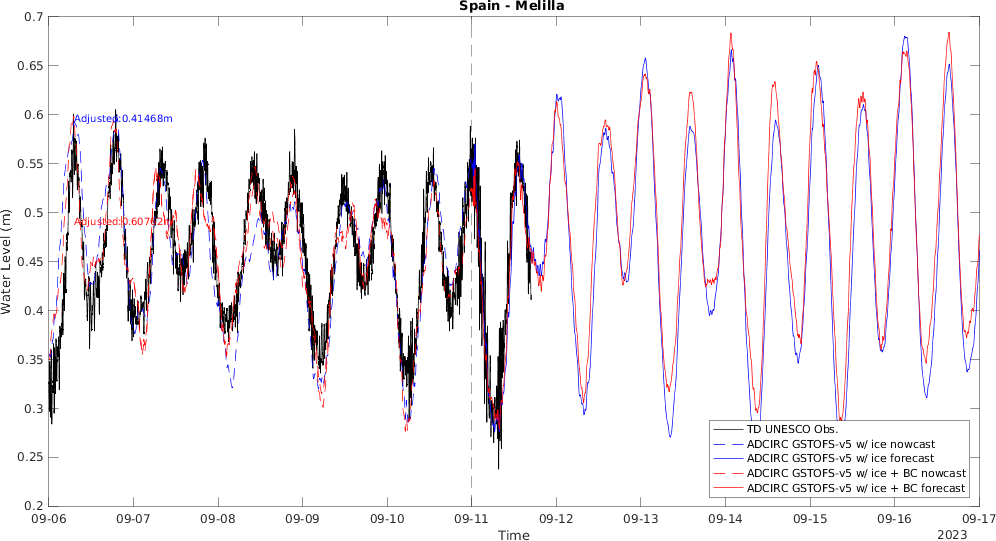 Spain - Melilla
0.7
0.65
0.6
0.55
0.5
0.45
0.4
0.35
0.3
0.25
0.2
Water Level (m)
Adjusted:0.41468m
Adjusted:0.60762m
TD UNESCO Obs.
ADCIRC GSTOFS-v5 w/ ice nowcast
ADCIRC GSTOFS-v5 w/ ice forecast
ADCIRC GSTOFS-v5 w/ ice + BC nowcast
ADCIRC GSTOFS-v5 w/ ice + BC forecast
09-06 09-07 09-08 09-09 09-10 09-11 09-12 09-13 09-14 09-15 09-16 09-17
Time
2023